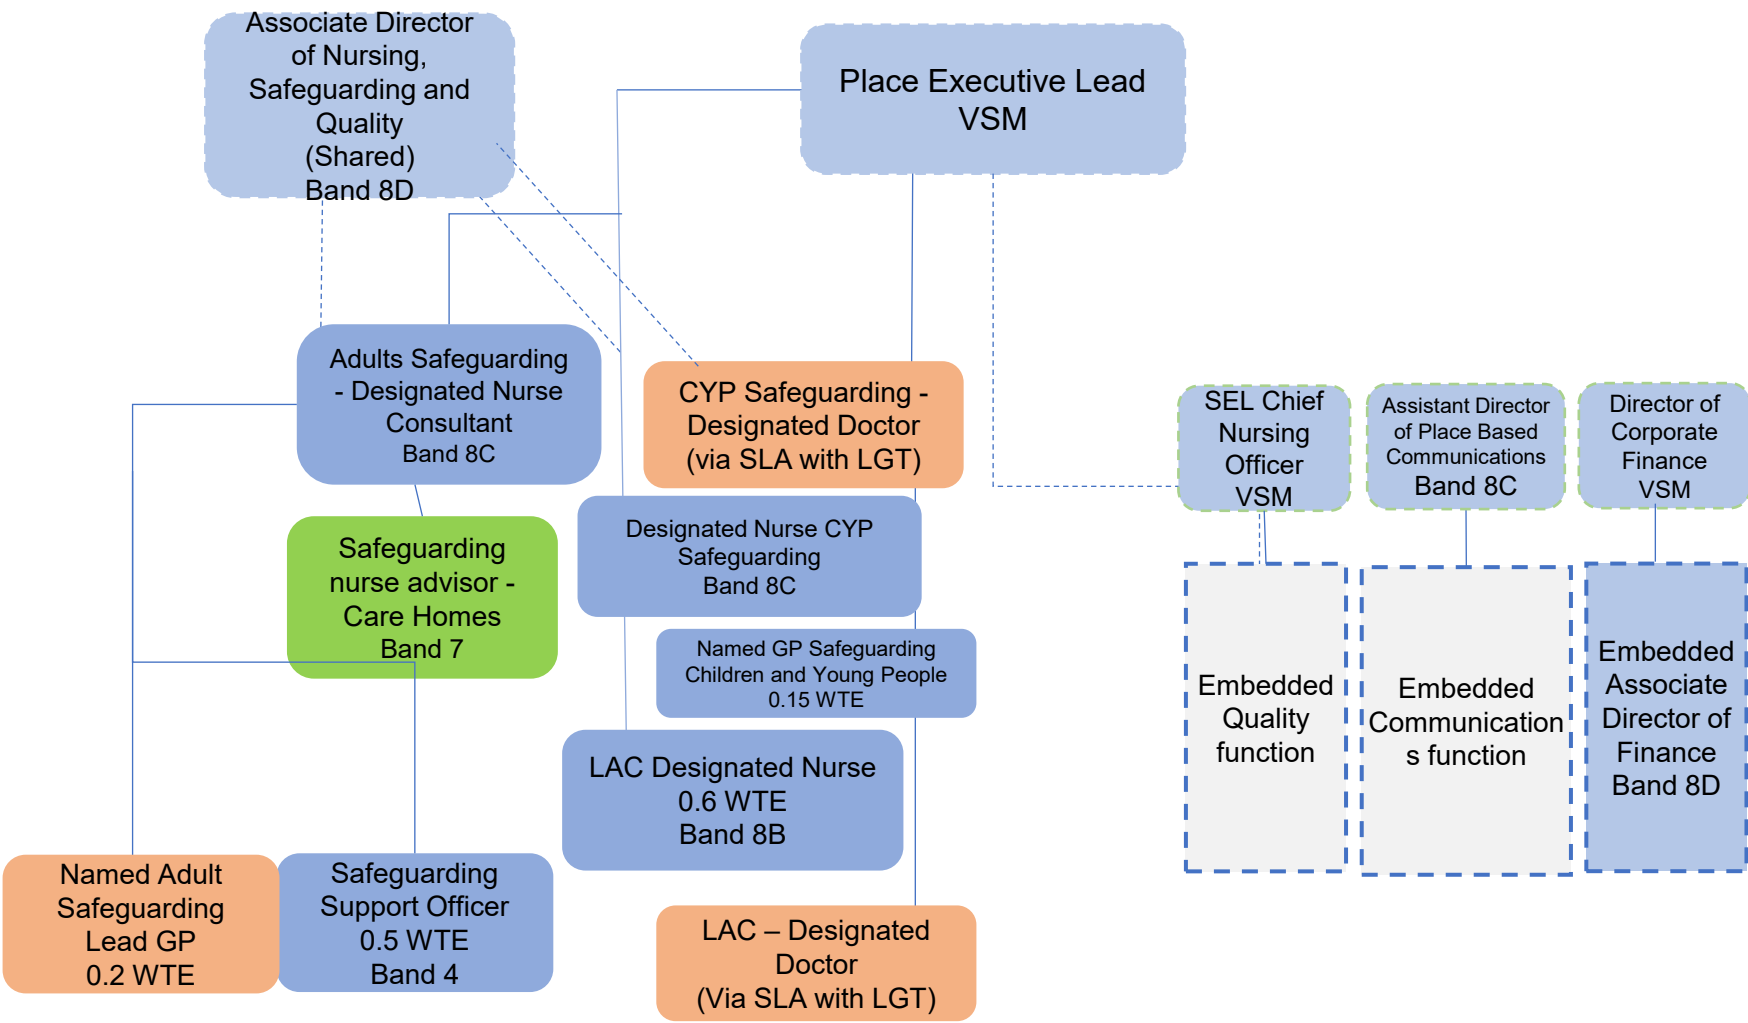 Associate Director
of Nursing,
Safeguarding and
Quality
(Shared)
Band 8D
Place Executive Lead
VSM
Adults Safeguarding
- Designated Nurse
Consultant
Band 8C
CYP Safeguarding -
Designated Doctor
(via SLA with LGT)
SEL Chief
Nursing
Officer
VSM
Assistant Director
of Place Based
Communications
Band 8C
Director of
Corporate
Finance
VSM
Safeguarding
nurse advisor -
Care Homes
Band 7
Designated Nurse CYP
Safeguarding
Band 8C
Named GP Safeguarding
Children and Young People
0.15 WTE
LAC Designated Nurse
0.6 WTE
Band 8B
Embedded
Quality
function
Embedded
Communication
s function
Embedded
Associate
Director of
Finance
Band 8D
Named Adult
Safeguarding
Lead GP
0.2 WTE
Safeguarding
Support Officer
0.5 WTE
Band 4
LAC – Designated
Doctor
(Via SLA with LGT)